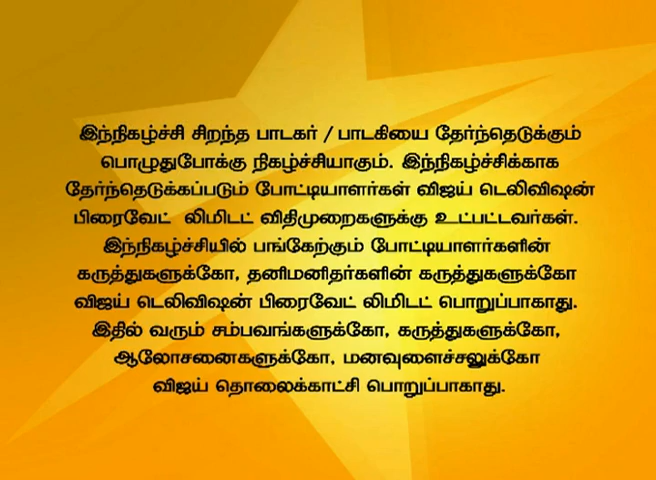 இந்நிகழ்ச்சி சிறந்த பாடகர் / பாடகியை தேர்ந்தெடுக்கும்
பொழுதுபோக்கு நிகழ்ச்சியாகும். இந்நிகழ்ச்சிக்காக
தேர்ந்தெடுக்கப்படும் போட்டியாளர்கள் விஜய் டெலிவிஷன்
பிரைவேட் லிமிடட் விதிமுறைகளுக்கு உட்பட்டவர்கள்.
இந்நிகழ்ச்சியில் பங்கேற்கும் போட்டியாளர்களின்
கருத்துகளுக்கோ, தனிமனிதர்களின் கருத்துகளுக்கோ
விஜய் டெலிவிஷன் பிரைவேட் லிமிடட் பொறுப்பாகாது.
இதில் வரும் சம்பவங்களுக்கோ, கருத்துகளுக்கோ,
ஆலோசனைகளுக்கோ, மனவுளைச்சலுக்கோ
விஜய் தொலைக்காட்சி பொறுப்பாகாது.